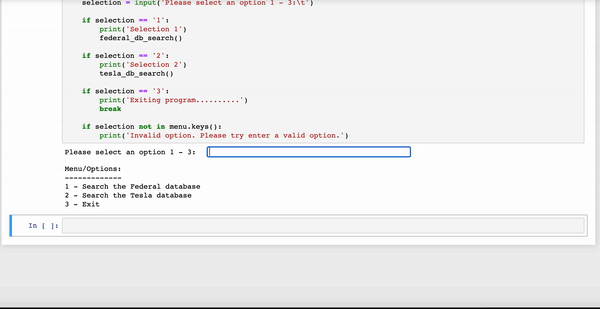 selection = input('Please select an option 1 - 3:\t')
if selection == '1':
print('Selection 1')
federal_db_search()
if selection == '2':
print('Selection 2')
tesla_db_search()
if selection == '3':
print('Exiting program..........')
break
if selection not in menu.keys():
print('Invalid option. Please try enter a valid option.')
Please select an option 1 - 3:
Menu/Options:
-------------
1 - Search the Federal database
2 - Search the Tesla database
3 - Exit
In [ ]: